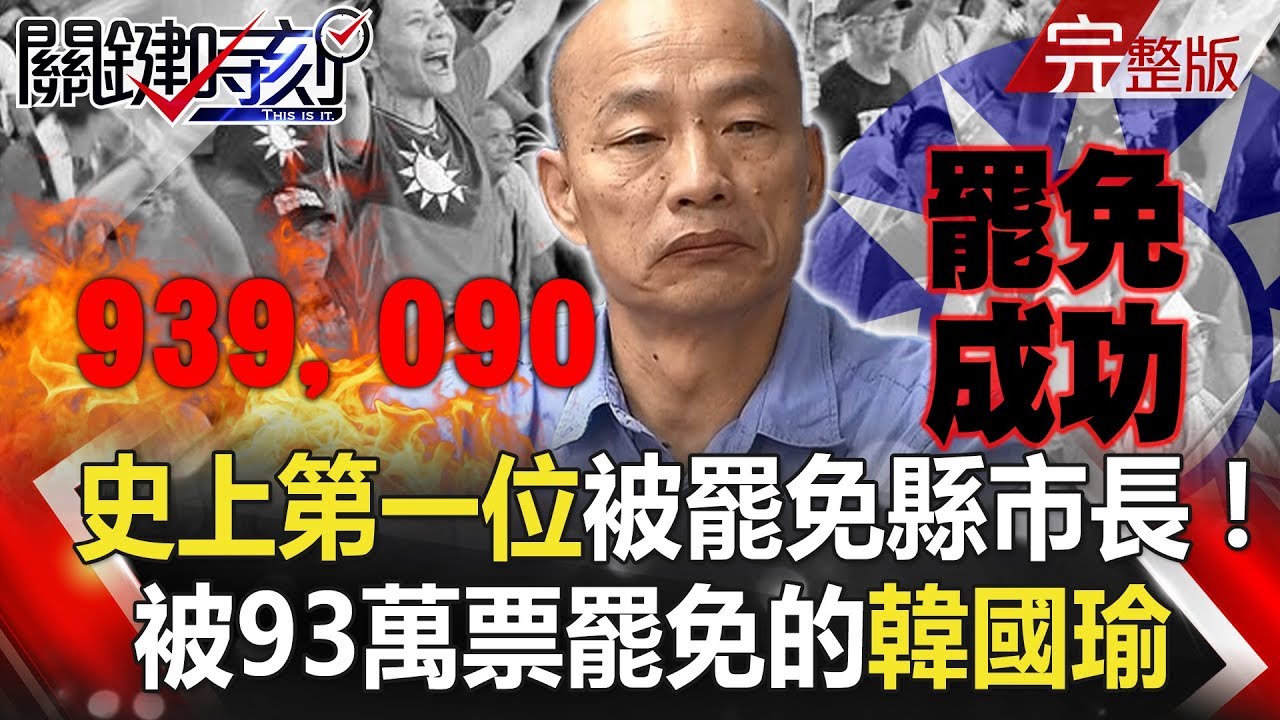 關鍵時刻
THIS IS IT.
完整版
罷免
成功
939, 090
史上第一位被罷免縣市長！
被93萬票罷免的韓國瑜